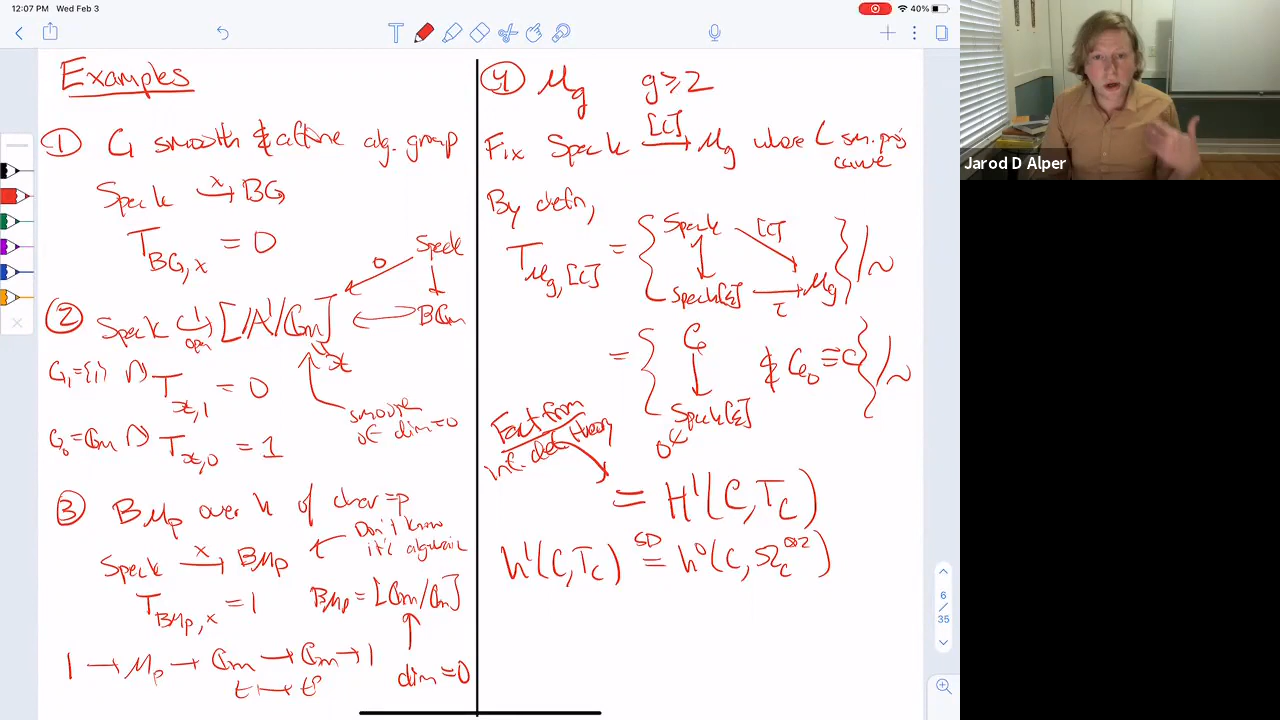 12:07 PM Wed Feb 3
40%
Examples
① G smooth & affine alg. group
Spec k →^x BG
T_{BG,x} = 0
② Spec k ↪^1_{open} [A¹/G_m] ↩ BG_m
Spec k
0
𝒳
G_1 = {1} ↷ T_{𝒳,1} = 0
smooth
of dim=0
G_0 = G_m ↷ T_{𝒳,0} = 1
③ Bμ_p over k of char = p
Don't know
it's algebraic
Spec k →^x Bμ_p
T_{Bμ_p,x} = 1
Bμ_p = [G_m/G_m]
1 → μ_p → G_m → G_m → 1
t ↦ t^p
dim = 0
④ M_g g ≥ 2
Fix Spec k →^{[C]} M_g where C sm. proj
curve
By defn,
T_{M_g,[C]} = { Spec k
[C]
Spec k[ε] →_τ M_g } / ~
= { 𝒞
↓
Spec k[ε] & 𝒞_0 ≅ C } / ~
Fact from
inf. def. theory
= H¹(C, T_C)
h¹(C, T_C) =^{SD} h⁰(C, Ω_C^{⊗2})
6
/
35
Jarod D Alper